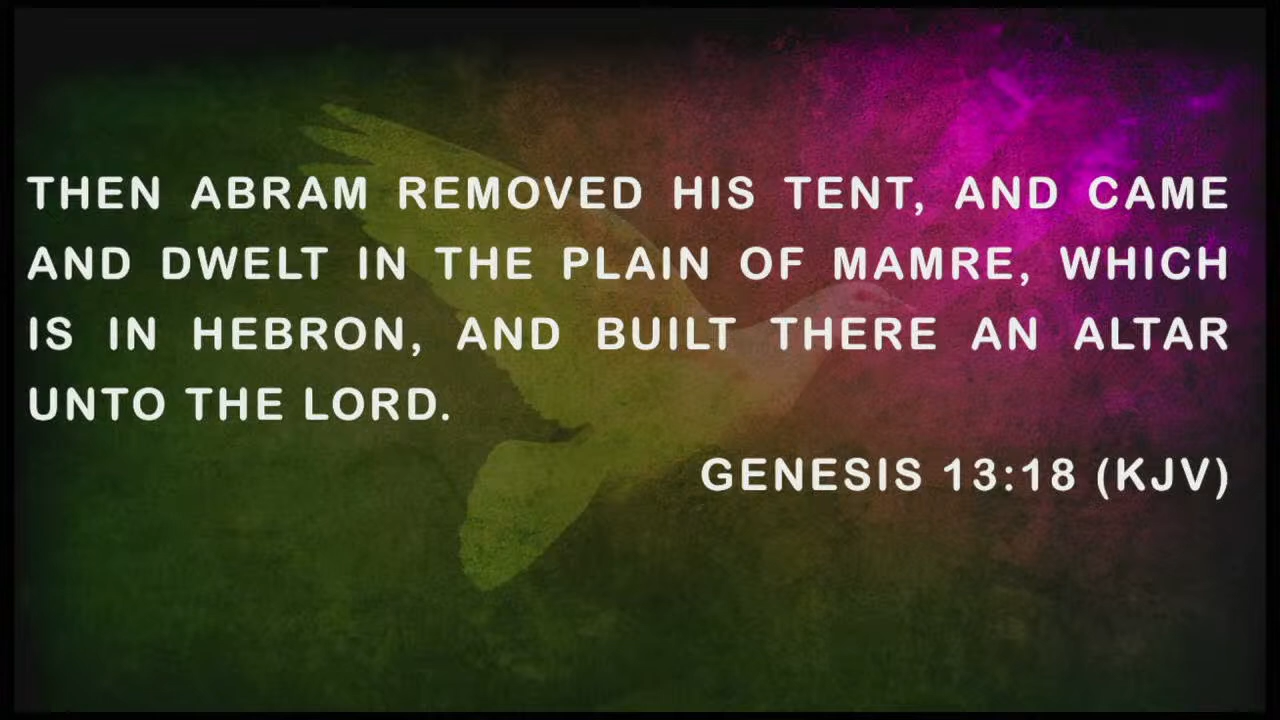 THEN ABRAM REMOVED HIS TENT, AND CAME
AND DWELT IN THE PLAIN OF MAMRE, WHICH
IS IN HEBRON, AND BUILT THERE AN ALTAR
UNTO THE LORD.
GENESIS 13:18 (KJV)